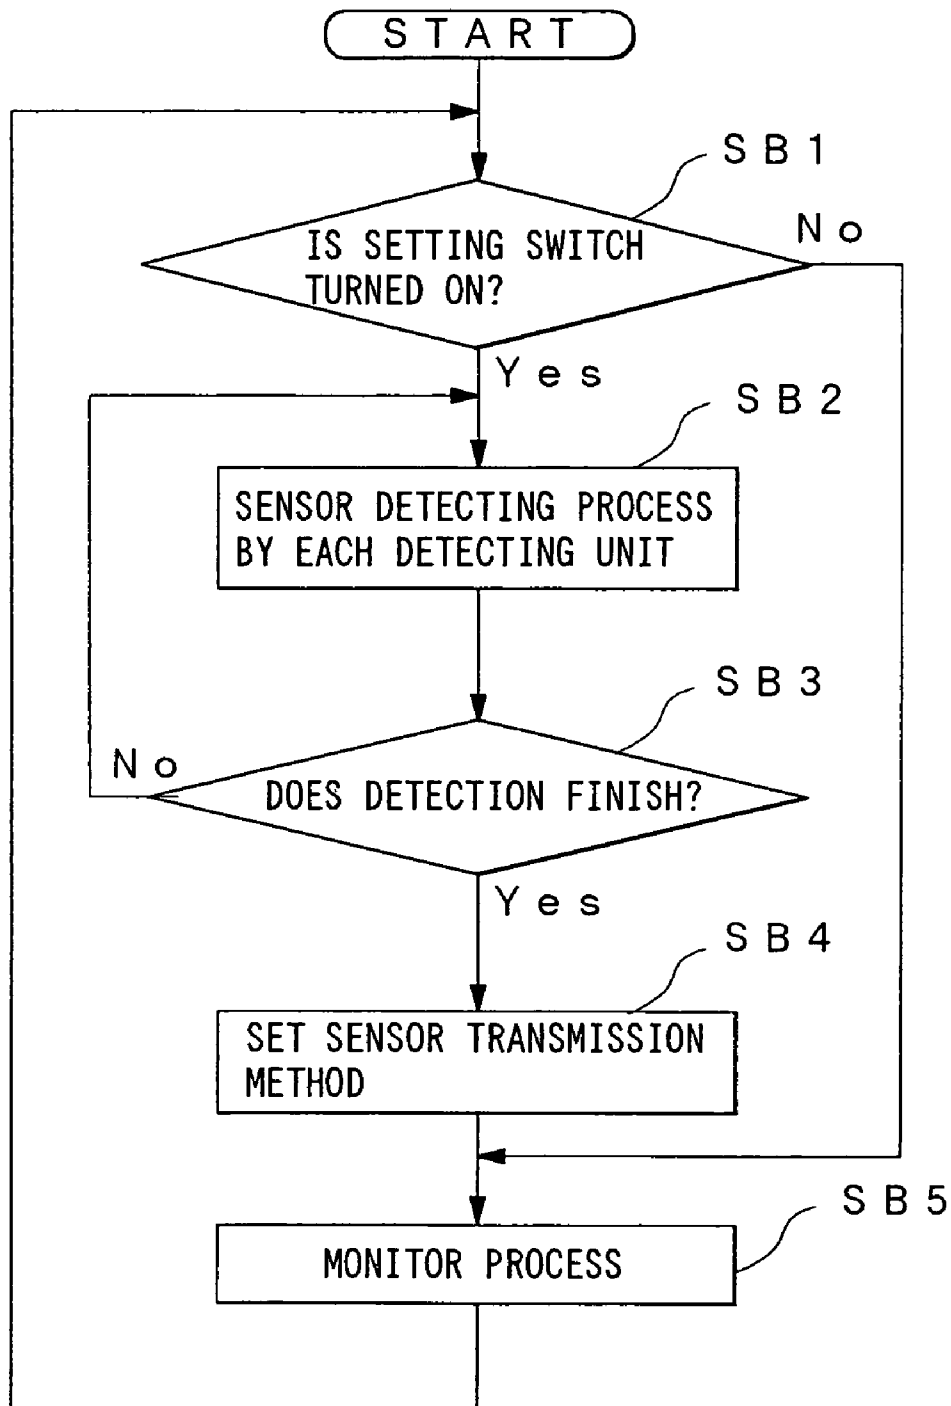 START
SB1
IS SETTING SWITCH
TURNED ON?
No
Yes
SB2
SENSOR DETECTING PROCESS
BY EACH DETECTING UNIT
SB3
No
DOES DETECTION FINISH?
Yes
SB4
SET SENSOR TRANSMISSION
METHOD
SB5
MONITOR PROCESS